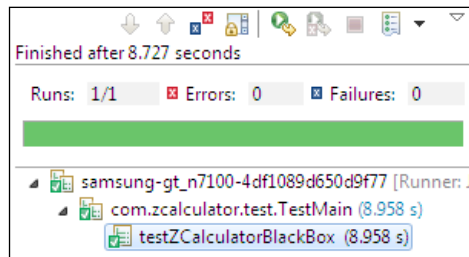 Finished after 8.727 seconds
Runs: 1/1 Errors: 0 Failures: 0
samsung-gt_n7100-4df1089d650d9f77 [Runner:
com.zcalculator.test.TestMain (8.958 s)
testZCalculatorBlackBox (8.958 s)